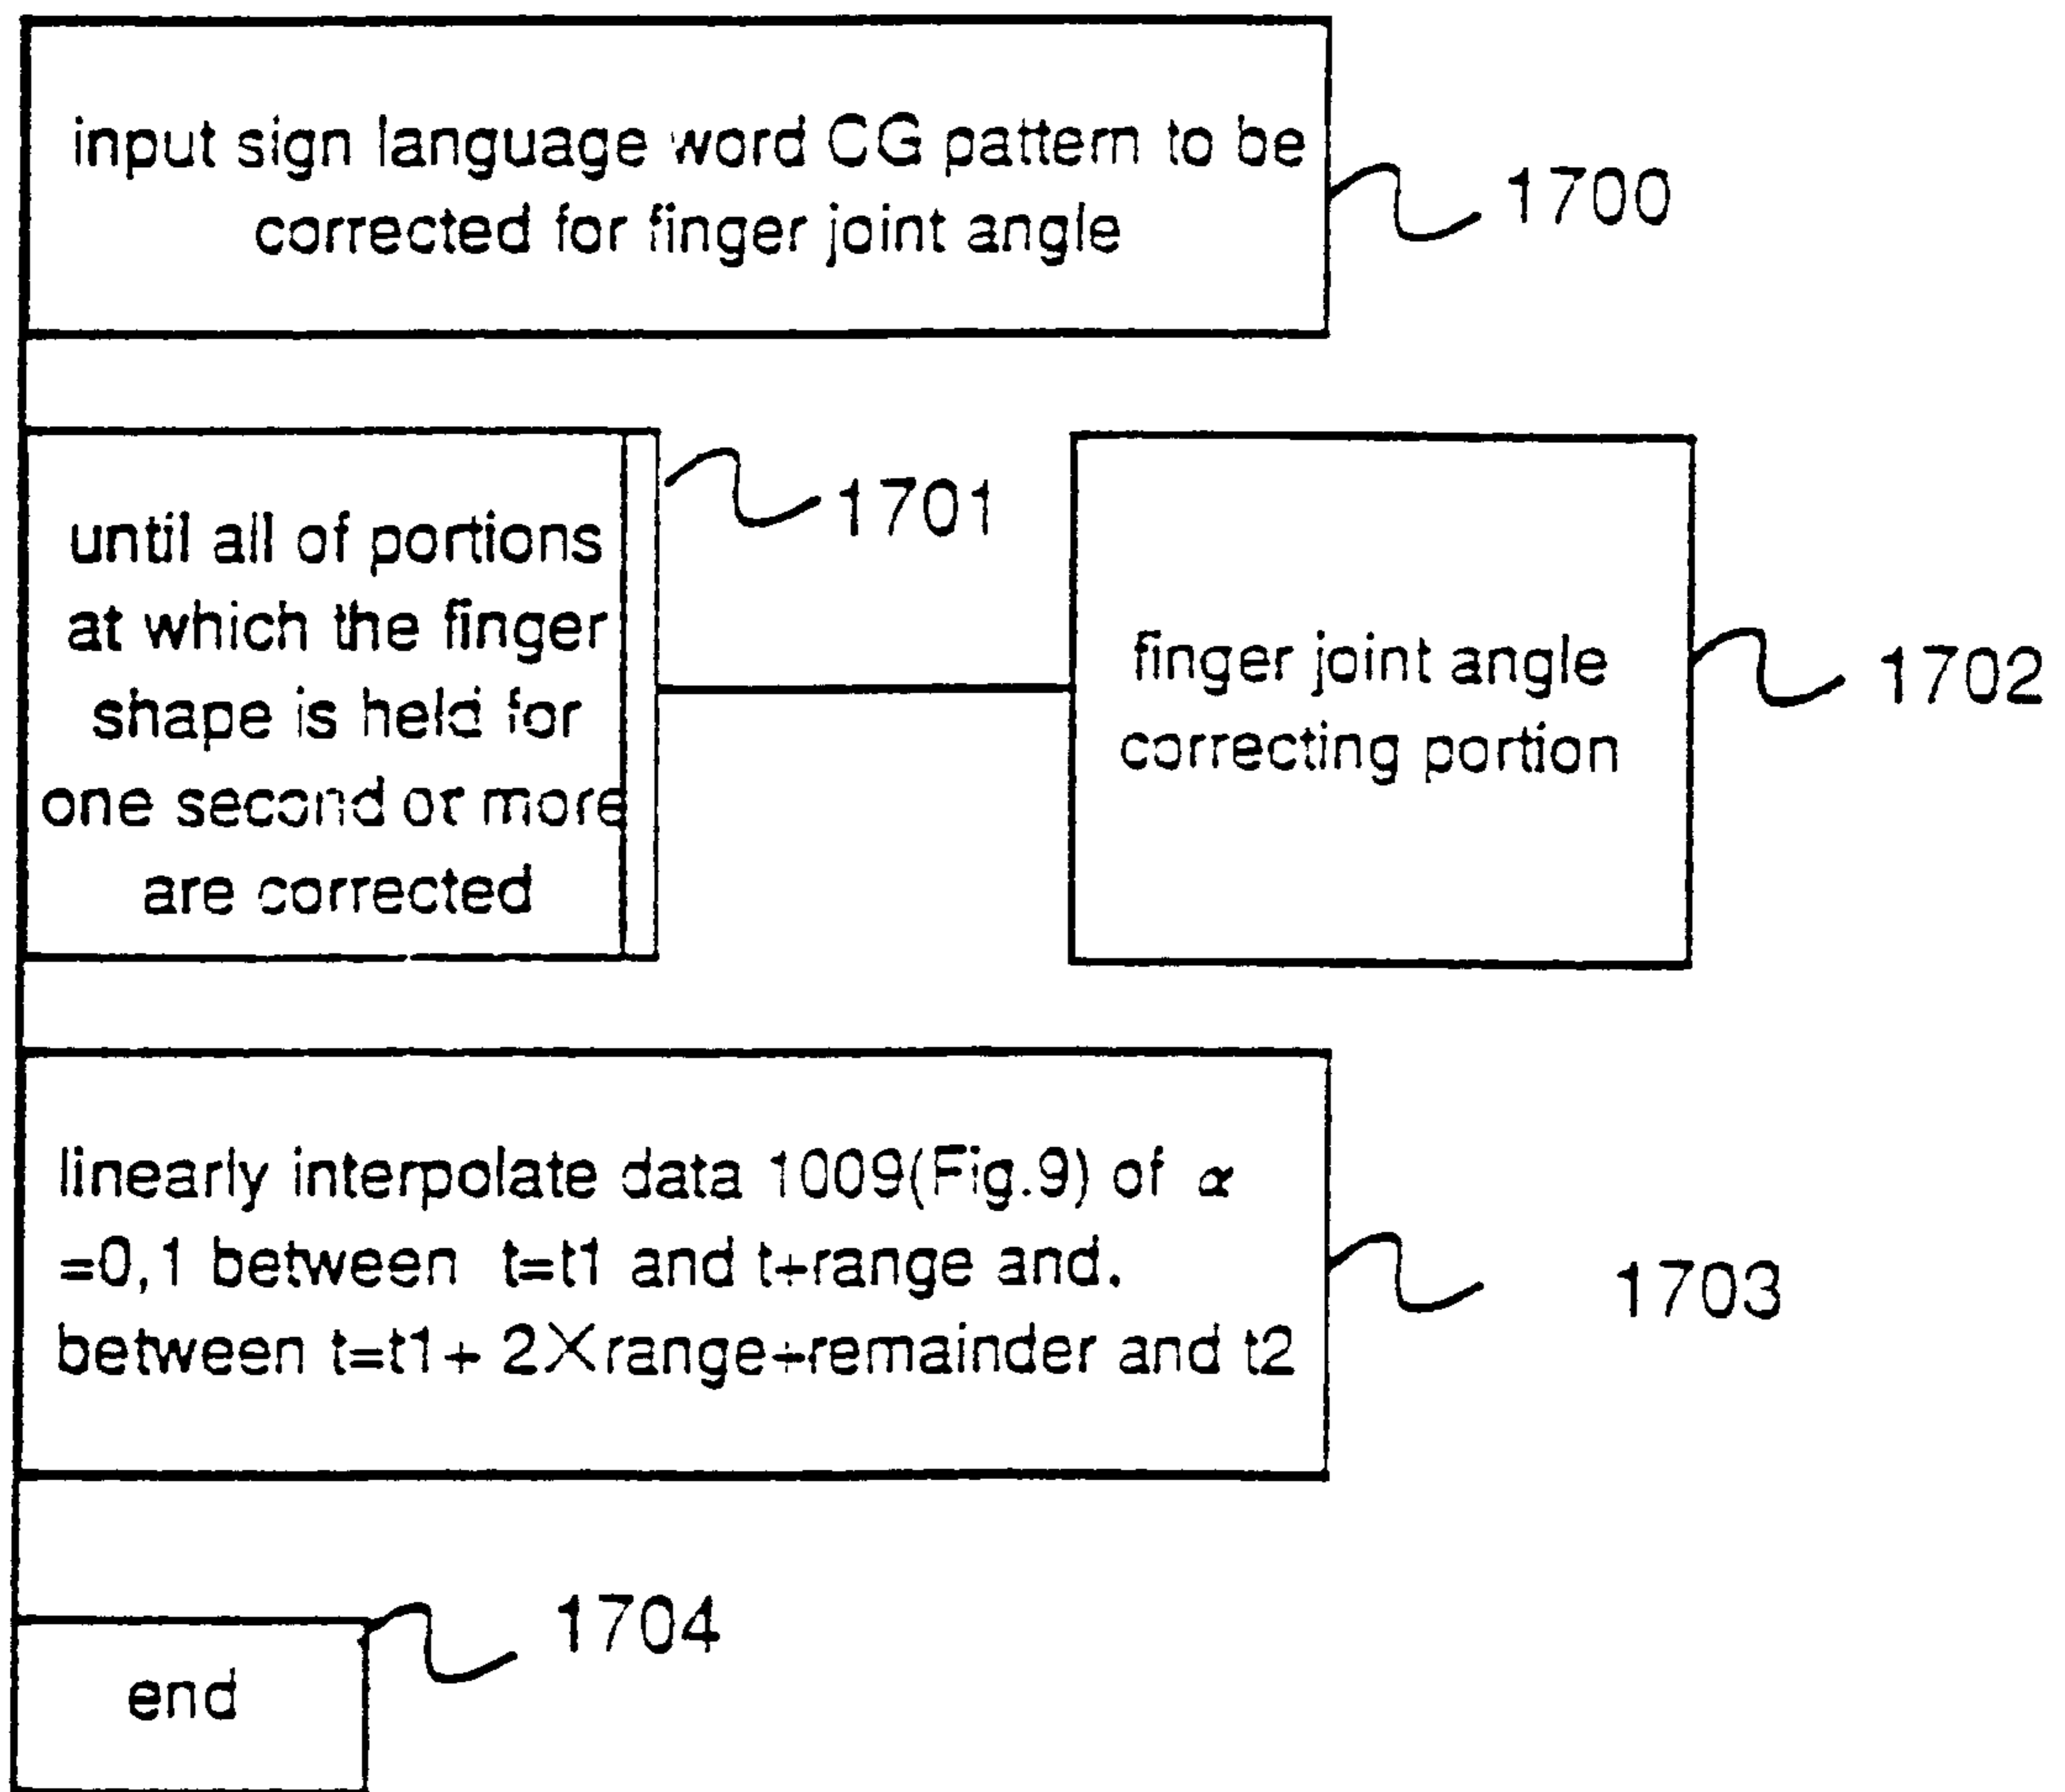 input sign language word CG pattern to be
corrected for finger joint angle
1700
until all of portions
at which the finger
shape is held for
one second or more
are corrected
1701
finger joint angle
correcting portion
1702
linearly interpolate data 1009(Fig.9) of α
=0,1 between t=t1 and t+range and.
between t=t1+ 2×range+remainder and t2
1703
end
1704